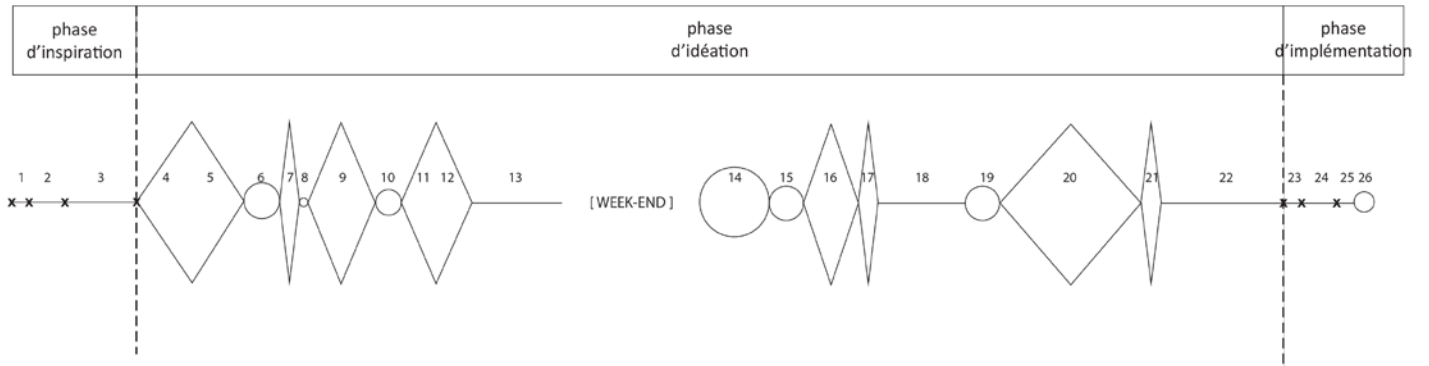 phase
d'inspiration
phase
d'idéation
phase
d'implémentation
1 2 3 4 5 6 7 8 9 10 11 12 13 [WEEK-END] 14 15 16 17 18 19 20 21 22 23 24 25 26
x x x x x x x